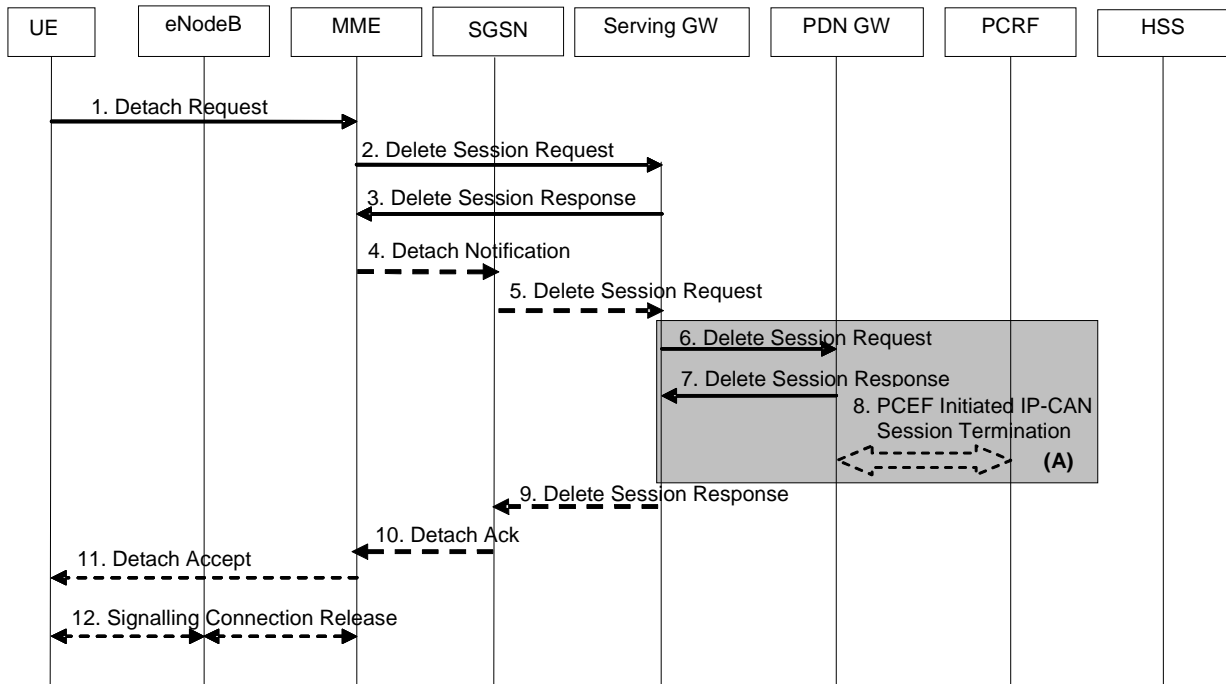 UE
eNodeB
MME
SGSN
Serving GW
PDN GW
PCRF
HSS
1. Detach Request
2. Delete Session Request
3. Delete Session Response
4. Detach Notification
5. Delete Session Request
6. Delete Session Request
7. Delete Session Response
8. PCEF Initiated IP-CAN
Session Termination
(A)
9. Delete Session Response
10. Detach Ack
11. Detach Accept
12. Signalling Connection Release